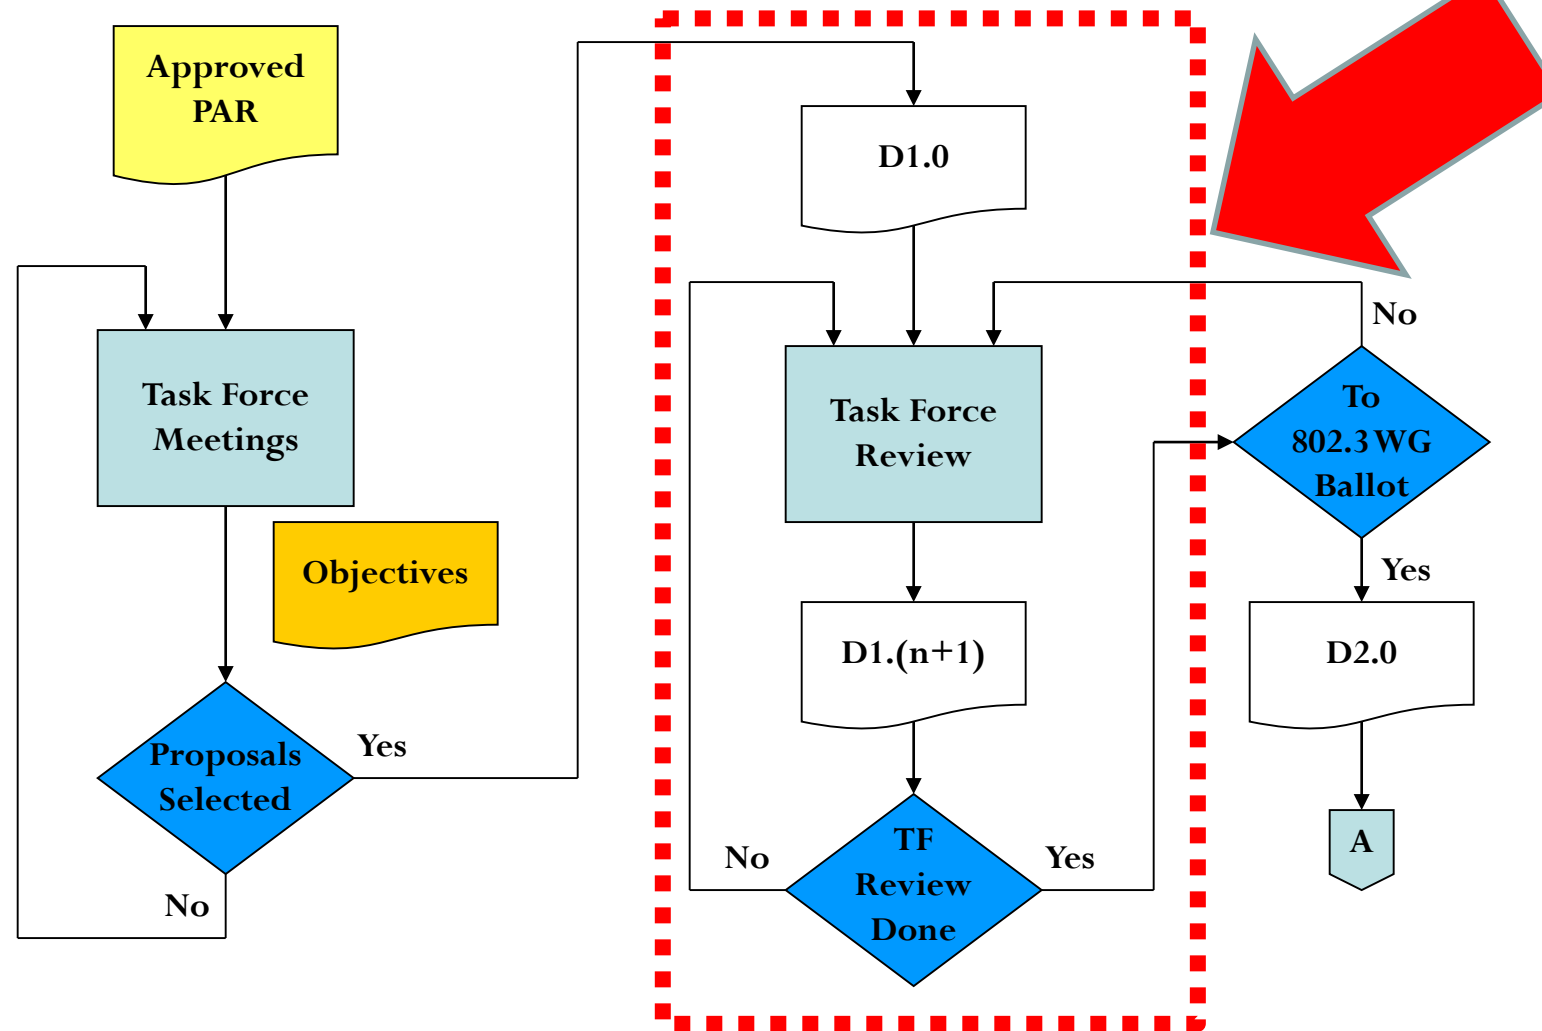 Approved
PAR
Task Force
Meetings
Objectives
Proposals
Selected
Yes
No
D1.0
Task Force
Review
D1.(n+1)
TF
Review
Done
No
Yes
To
802.3 WG
Ballot
No
Yes
D2.0
A